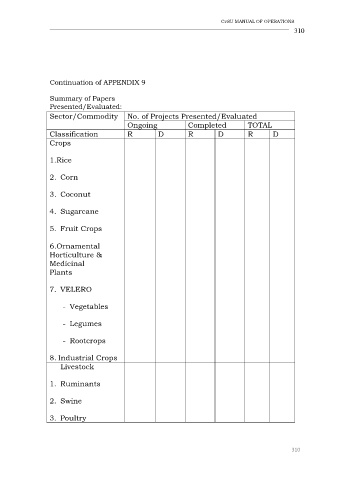 CvSU MANUAL OF OPERATIONS
310
Continuation of APPENDIX 9
Summary of Papers
Presented/Evaluated:
Sector/Commodity No. of Projects Presented/Evaluated
Ongoing Completed TOTAL
Classification R D R D R D
Crops
1.Rice
2. Corn
3. Coconut
4. Sugarcane
5. Fruit Crops
6.Ornamental
Horticulture &
Medicinal
Plants
7. VELERO
- Vegetables
- Legumes
- Rootcrops
8. Industrial Crops
Livestock
1. Ruminants
2. Swine
3. Poultry
310